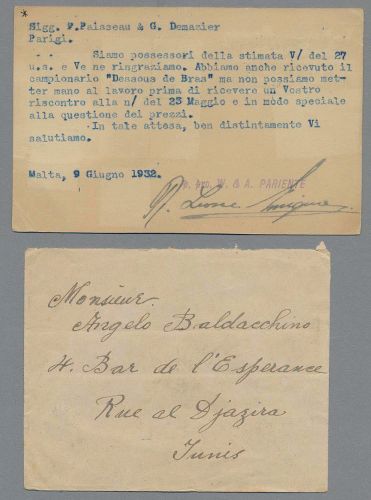 *
Sigg. P.Palaseau & G. Demazier
Parigi.
.. .. Siamo possessori della stimata V/ del 27
u.s. e Ve ne ringraziamo. Abbiamo anche ricevuto il
campionario "Dessous de Bras" ma non possiamo met-
ter mano al lavoro prima di ricevere un Vostro
riscontro alla n/ del 23 Maggio e in modo speciale
alla questione dei prezzi.
.In tale attesa, ben distintamente Vi
salutiamo.
Malta, 9 Giugno 1932.
W. & A. PARIENTE
Leone
Monsieur
Angelo Baldacchino
4. Bar de l'Esperance
Rue al Djazira
Tunis